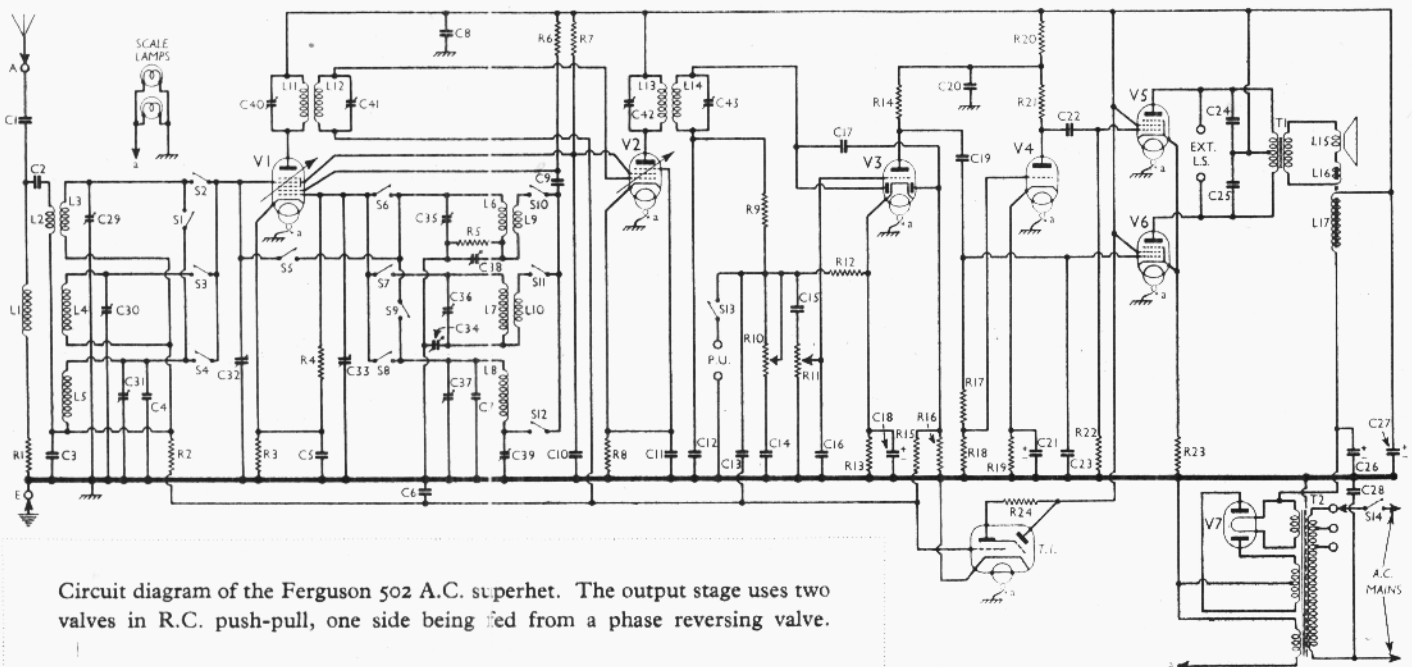 SCALE
LAMPS
A
C1
C2
L1
L2
L3
L4
L5
C29
C30
C31
C4
R1
C3
E
R2
a
S1
S2
S3
S4
C32
C40
L11
L12
C41
V1
a
C8
R6
R7
S5
S6
S7
S8
S9
R3
R4
C5
C33
C35
R5
C38
C36
C34
C37
C7
C6
L6
L7
L8
L9
L10
S10
S11
S12
C39
C9
C10
L13
L14
C42
C43
V2
a
R8
C11
C12
R9
S13
P.U.
C13
R10
C14
C15
R11
R12
C16
C17
V3
a
R13
C18
+
-
R14
R15
R16
C19
C20
R17
R18
R19
R20
R21
V4
a
C21
+
-
C22
C23
R22
R24
T.I.
a
V5
a
V6
a
R23
EXT.
L.S.
C24
C25
T1
L15
L16
L17
C26
+
-
C27
+
-
C28
V7
T2
S14
A.C.
MAINS
a
Circuit diagram of the Ferguson 502 A.C. superhet. The output stage uses two
valves in R.C. push-pull, one side being fed from a phase reversing valve.